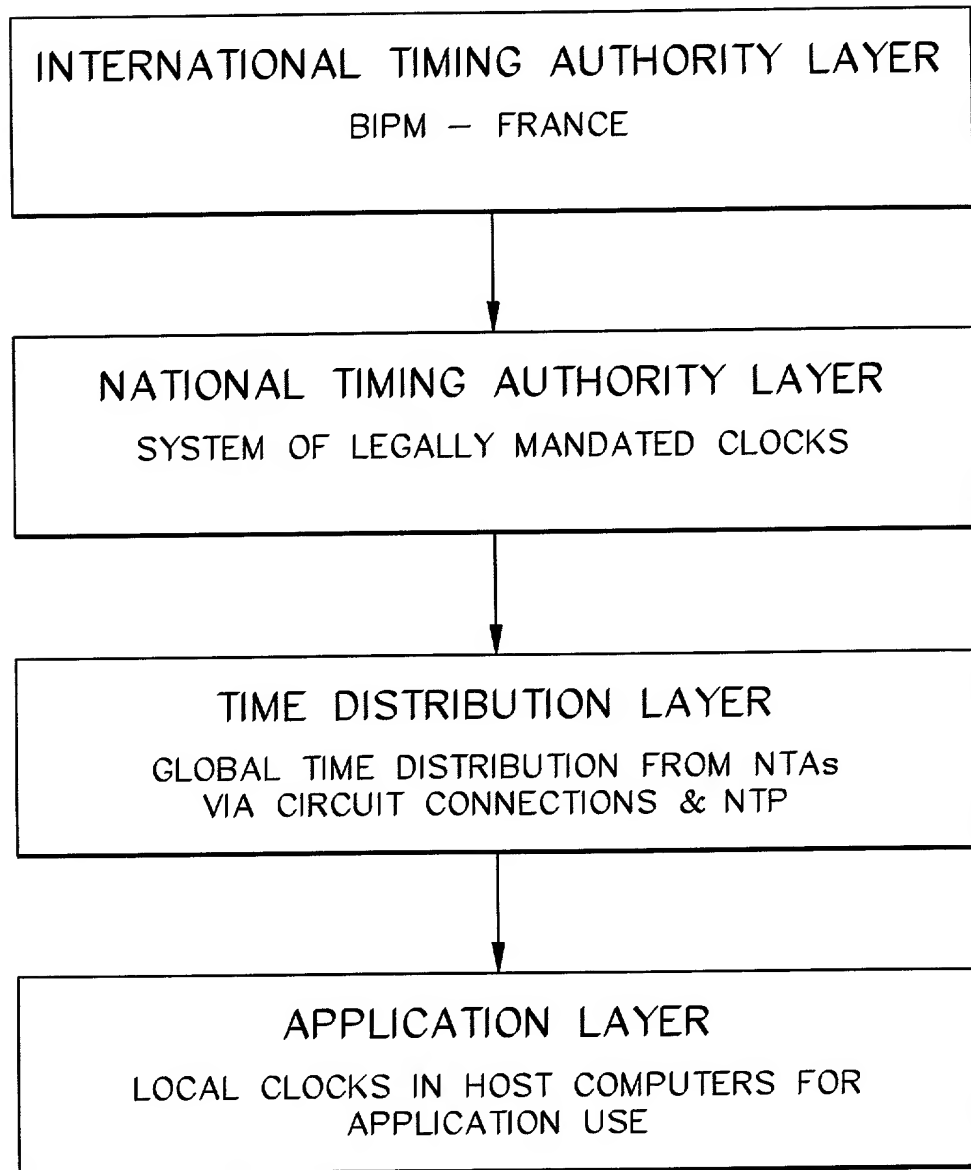 INTERNATIONAL TIMING AUTHORITY LAYER
BIPM – FRANCE
NATIONAL TIMING AUTHORITY LAYER
SYSTEM OF LEGALLY MANDATED CLOCKS
TIME DISTRIBUTION LAYER
GLOBAL TIME DISTRIBUTION FROM NTAs
VIA CIRCUIT CONNECTIONS & NTP
APPLICATION LAYER
LOCAL CLOCKS IN HOST COMPUTERS FOR
APPLICATION USE